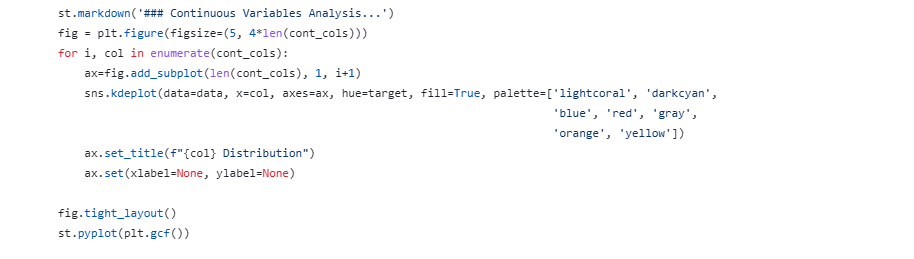 st.markdown('### Continuous Variables Analysis...')
fig = plt.figure(figsize=(5, 4*len(cont_cols)))
for i, col in enumerate(cont_cols):
    ax=fig.add_subplot(len(cont_cols), 1, i+1)
    sns.kdeplot(data=data, x=col, axes=ax, hue=target, fill=True, palette=['lightcoral', 'darkcyan',
                                                                           'blue', 'red', 'gray',
                                                                           'orange', 'yellow'])
    ax.set_title(f"{col} Distribution")
    ax.set(xlabel=None, ylabel=None)

fig.tight_layout()
st.pyplot(plt.gcf())